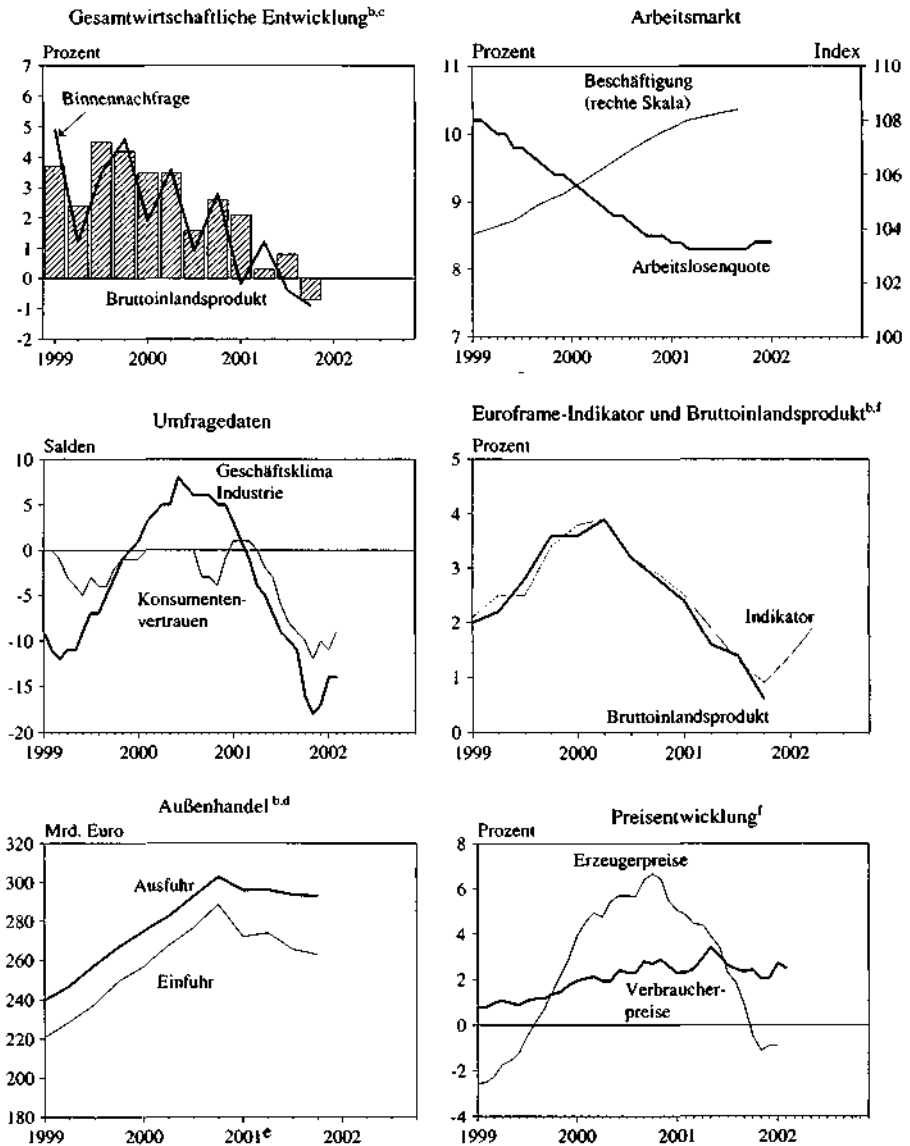 Gesamtwirtschaftliche Entwicklung b,c
Prozent
7
6
5
4
3
2
1
0
-1
-2
Binnennachfrage
Bruttoinlandsprodukt
1999 2000 2001 2002
Arbeitsmarkt
Prozent Index
11
10
9
8
7
110
108
106
104
102
100
Beschäftigung
(rechte Skala)
Arbeitslosenquote
1999 2000 2001 2002
Umfragedaten
Salden
10
5
0
-5
-10
-15
-20
Geschäftsklima
Industrie
Konsumenten-
vertrauen
1999 2000 2001 2002
Euroframe-Indikator und Bruttoinlandsprodukt b,f
Prozent
5
4
3
2
1
0
Indikator
Bruttoinlandsprodukt
1999 2000 2001 2002
Außenhandel b,d
Mrd. Euro
320
300
280
260
240
220
200
180
Ausfuhr
Einfuhr
1999 2000 2001e 2002
Preisentwicklung f
Prozent
8
6
4
2
0
-2
-4
Erzeugerpreise
Verbraucher-
preise
1999 2000 2001 2002